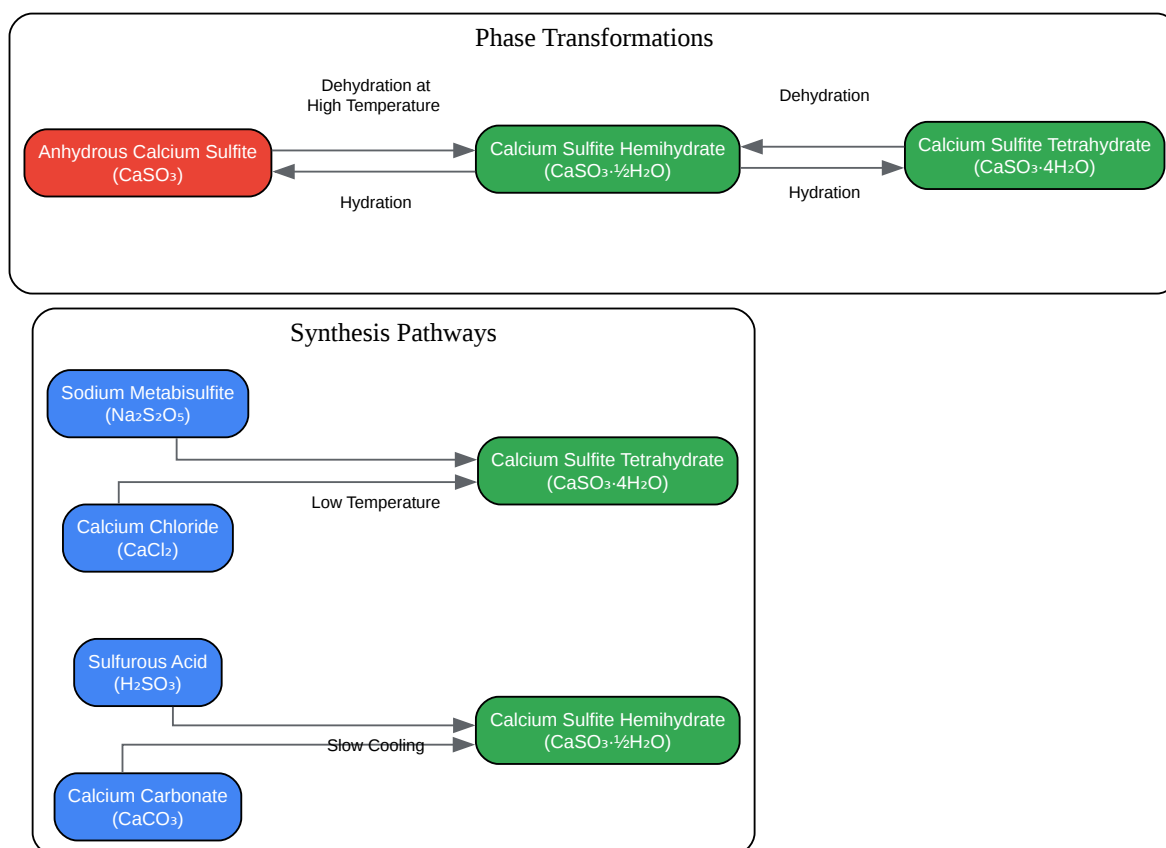 Phase Transformations
Dehydration at
High Temperature
Dehydration
Anhydrous Calcium Sulfite
(CaSO₃)
Calcium Sulfite Hemihydrate
(CaSO₃·½H₂O)
Calcium Sulfite Tetrahydrate
(CaSO₃·4H₂O)
Hydration
Hydration
Synthesis Pathways
Sodium Metabisulfite
(Na₂S₂O₅)
Calcium Sulfite Tetrahydrate
(CaSO₃·4H₂O)
Low Temperature
Calcium Chloride
(CaCl₂)
Sulfurous Acid
(H₂SO₃)
Calcium Sulfite Hemihydrate
(CaSO₃·½H₂O)
Slow Cooling
Calcium Carbonate
(CaCO₃)